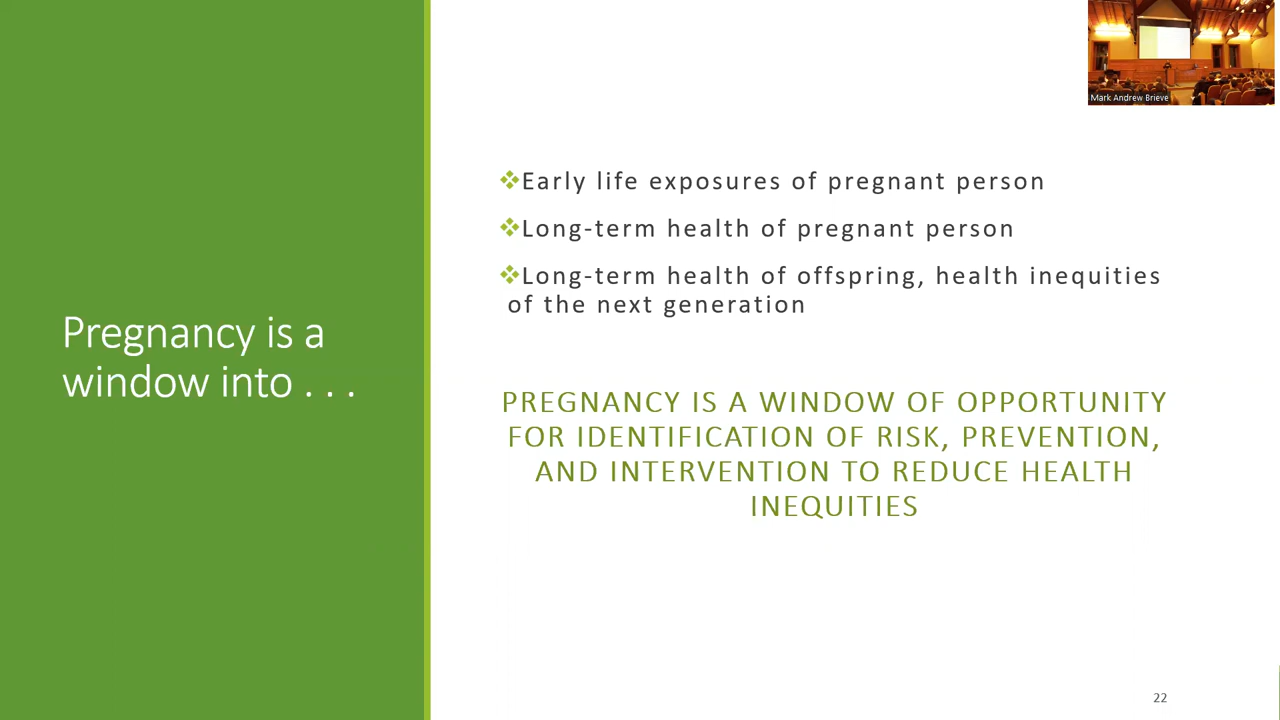 Mark Andrew Brieve
Pregnancy is a
window into . . .
❖Early life exposures of pregnant person
❖Long-term health of pregnant person
❖Long-term health of offspring, health inequities
of the next generation
PREGNANCY IS A WINDOW OF OPPORTUNITY
FOR IDENTIFICATION OF RISK, PREVENTION,
AND INTERVENTION TO REDUCE HEALTH
INEQUITIES
22